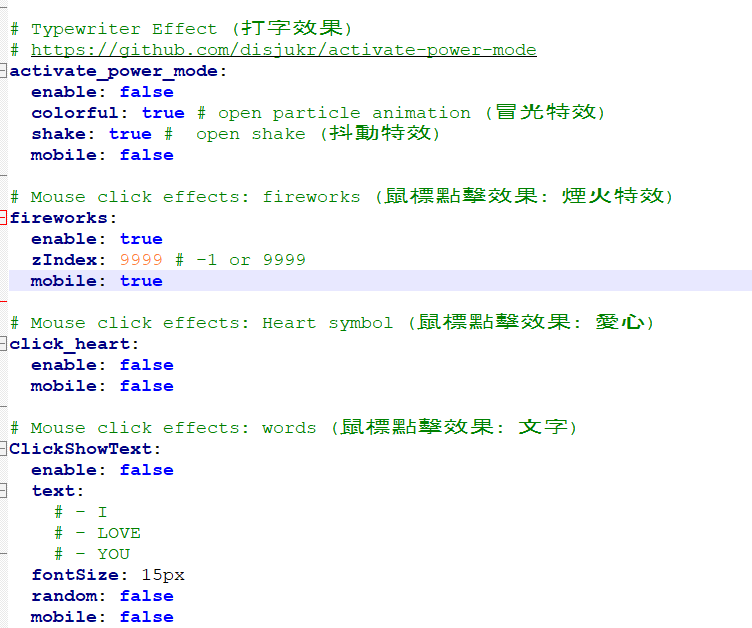 # Typewriter Effect (打字效果)
# https://github.com/disjukr/activate-power-mode
activate_power_mode:
  enable: false
  colorful: true # open particle animation (冒光特效)
  shake: true #  open shake (抖動特效)
  mobile: false
# Mouse click effects: fireworks (鼠標點擊效果: 煙火特效)
fireworks:
  enable: true
  zIndex: 9999 # -1 or 9999
  mobile: true
# Mouse click effects: Heart symbol (鼠標點擊效果: 愛心)
click_heart:
  enable: false
  mobile: false
# Mouse click effects: words (鼠標點擊效果: 文字)
ClickShowText:
  enable: false
  text:
    # - I
    # - LOVE
    # - YOU
  fontSize: 15px
  random: false
  mobile: false